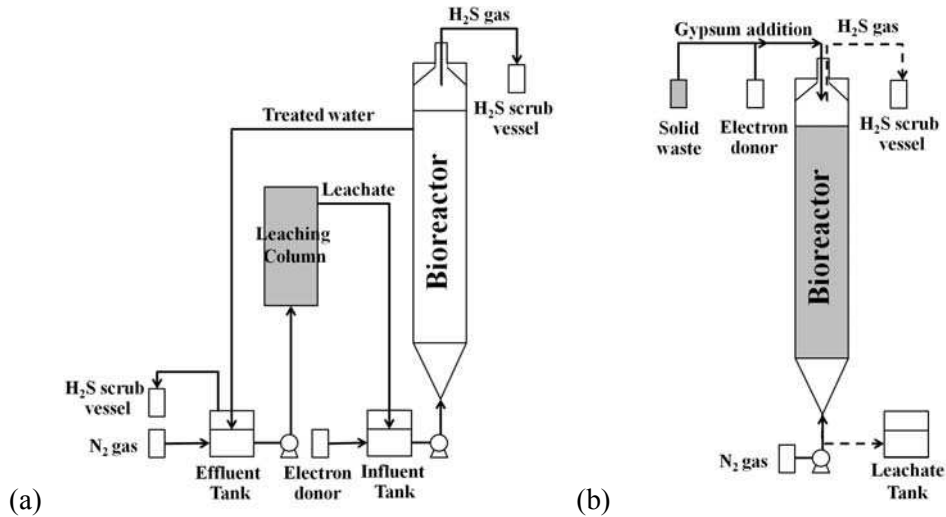 H₂S gas
H₂S scrub
vessel
Treated water
Leachate
Leaching
Column
Bioreactor
H₂S scrub
vessel
N₂ gas
Effluent
Tank
Electron
donor
Influent
Tank
(a)
Gypsum addition
H₂S gas
Solid
waste
Electron
donor
H₂S scrub
vessel
Bioreactor
N₂ gas
Leachate
Tank
(b)